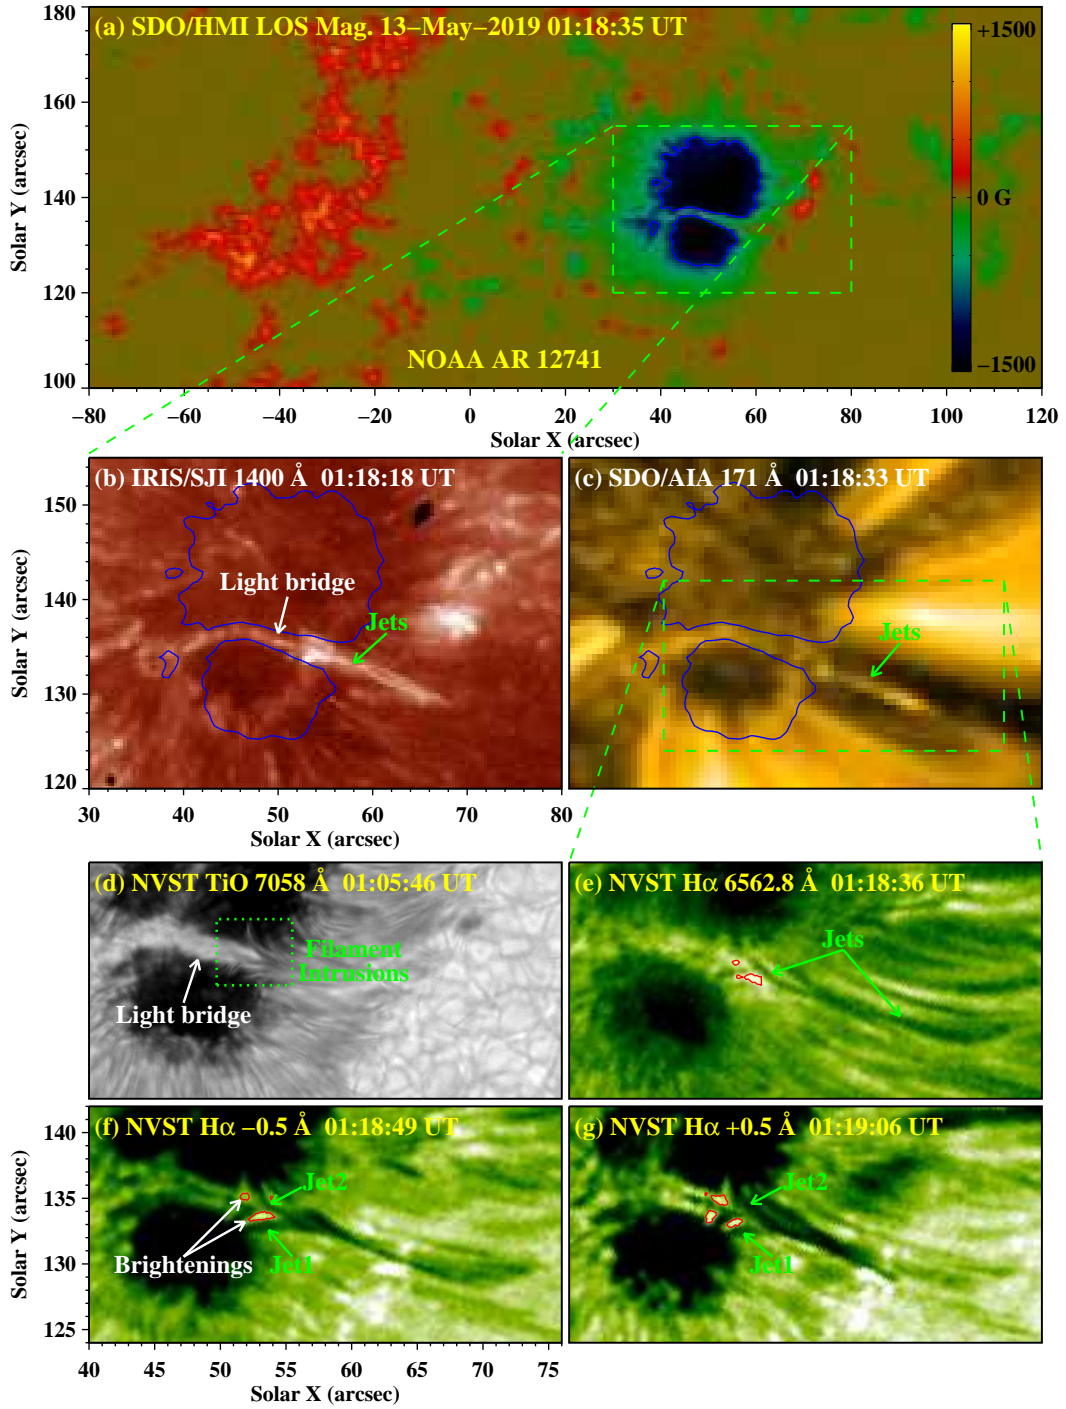 180
160
140
120
100
Solar Y (arcsec)
(a) SDO/HMI LOS Mag. 13−May−2019 01:18:35 UT
+1500
0 G
−1500
NOAA AR 12741
−80 −60 −40 −20 0 20 40 60 80 100 120
Solar X (arcsec)
150
140
130
120
Solar Y (arcsec)
(b) IRIS/SJI 1400 Å 01:18:18 UT
Light bridge
Jets
30 40 50 60 70 80
Solar X (arcsec)
(c) SDO/AIA 171 Å 01:18:33 UT
Jets
(d) NVST TiO 7058 Å 01:05:46 UT
Filament
Intrusions
Light bridge
(e) NVST Hα 6562.8 Å 01:18:36 UT
Jets
140
135
130
125
Solar Y (arcsec)
(f) NVST Hα −0.5 Å 01:18:49 UT
Jet2
Brightenings
Jet1
40 45 50 55 60 65 70 75
Solar X (arcsec)
(g) NVST Hα +0.5 Å 01:19:06 UT
Jet2
Jet1